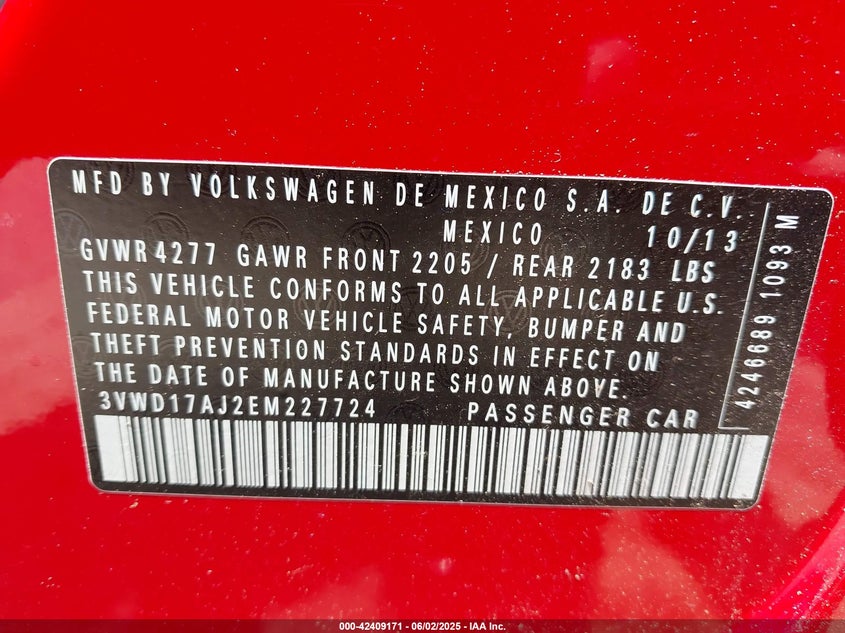 MFD BY VOLKSWAGEN DE MEXICO S.A. DE C.V.
MEXICO 10/13
GVWR 4277 GAWR FRONT 2205 / REAR 2183 LBS
THIS VEHICLE CONFORMS TO ALL APPLICABLE U.S.
FEDERAL MOTOR VEHICLE SAFETY, BUMPER AND
THEFT PREVENTION STANDARDS IN EFFECT ON
THE DATE OF MANUFACTURE SHOWN ABOVE.
3VWD17AJ2EM227724 PASSENGER CAR
4246689 1093 M
000-42409171 - 06/02/2025 - IAA Inc.